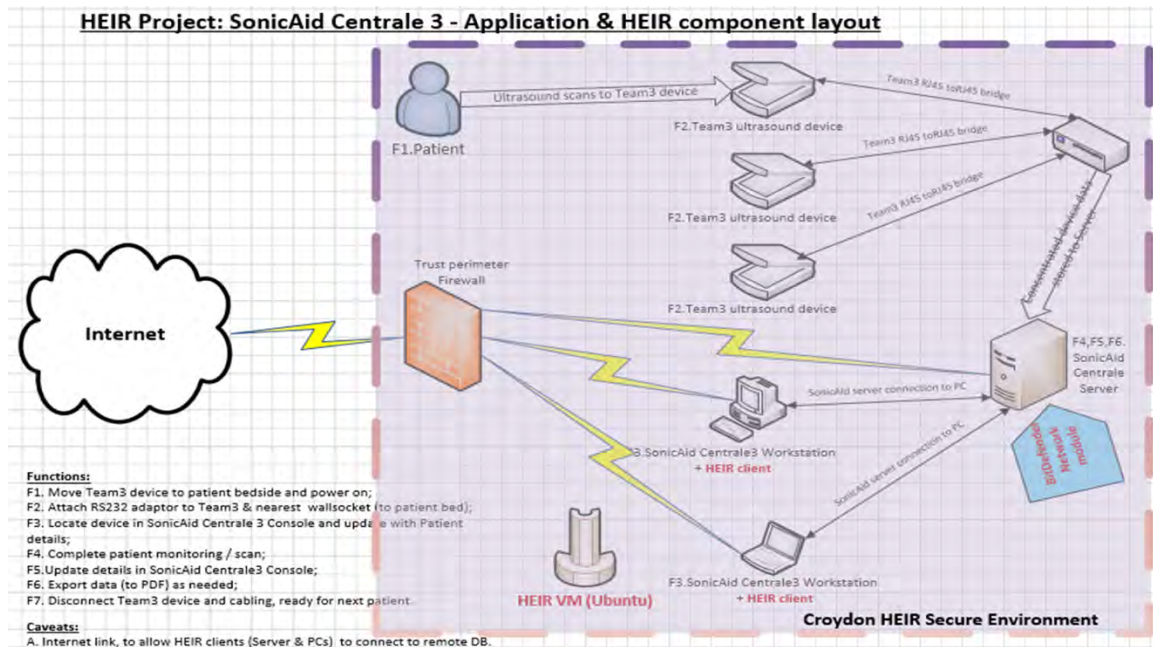 HEIR Project: SonicAid Centrale 3 - Application & HEIR component layout
Ultrasound scans to Team3 device
F1.Patient
F2.Team3 ultrasound device
Team3 RJ45 toRJ45 bridge
Team3 RJ45 toRJ45 bridge
F2.Team3 ultrasound device
Team3 RJ45 toRJ45 bridge
F2.Team3 ultrasound device
Concentrated device data
stored to Server
Trust perimeter
Firewall
Internet
F4,F5,F6.
SonicAid
Centrale
Server
SonicAid server connection to PC
3.SonicAid Centrale3 Workstation
+ HEIR client
SonicAid server connection to PC
BitDefender
Network
module
F3.SonicAid Centrale3 Workstation
+ HEIR client
HEIR VM (Ubuntu)
Croydon HEIR Secure Environment
Functions:
F1. Move Team3 device to patient bedside and power on;
F2. Attach RS232 adaptor to Team3 & nearest wallsocket (to patient bed);
F3. Locate device in SonicAid Centrale 3 Console and update with Patient
details;
F4. Complete patient monitoring / scan;
F5.Update details in SonicAid Centrale3 Console;
F6. Export data (to PDF) as needed;
F7. Disconnect Team3 device and cabling, ready for next patient.
Caveats:
A. Internet link, to allow HEIR clients (Server & PCs) to connect to remote DB.